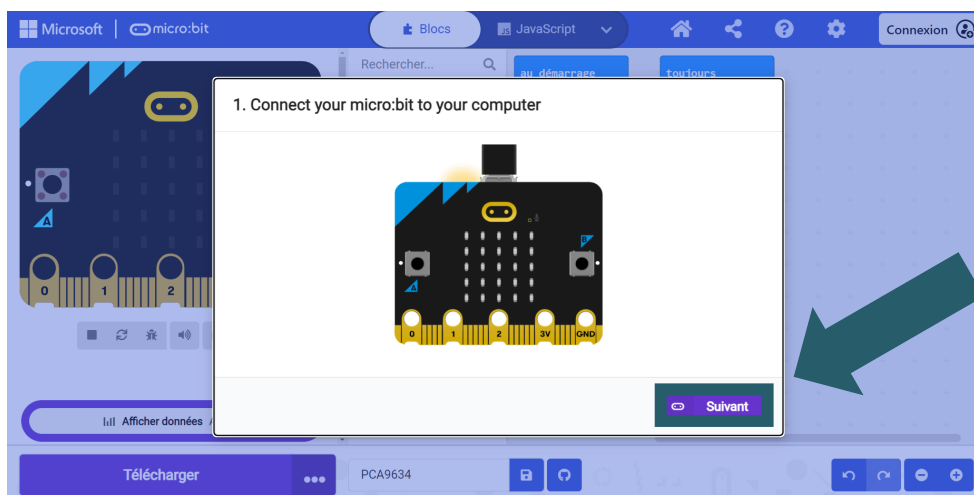 Microsoft micro:bit Blocs JavaScript Connexion
Rechercher...
au démarrage toujours
1. Connect your micro:bit to your computer
A
0 1 2
B
A
0 1 2 3V GND
Suivant
Afficher données
Télécharger PCA9634